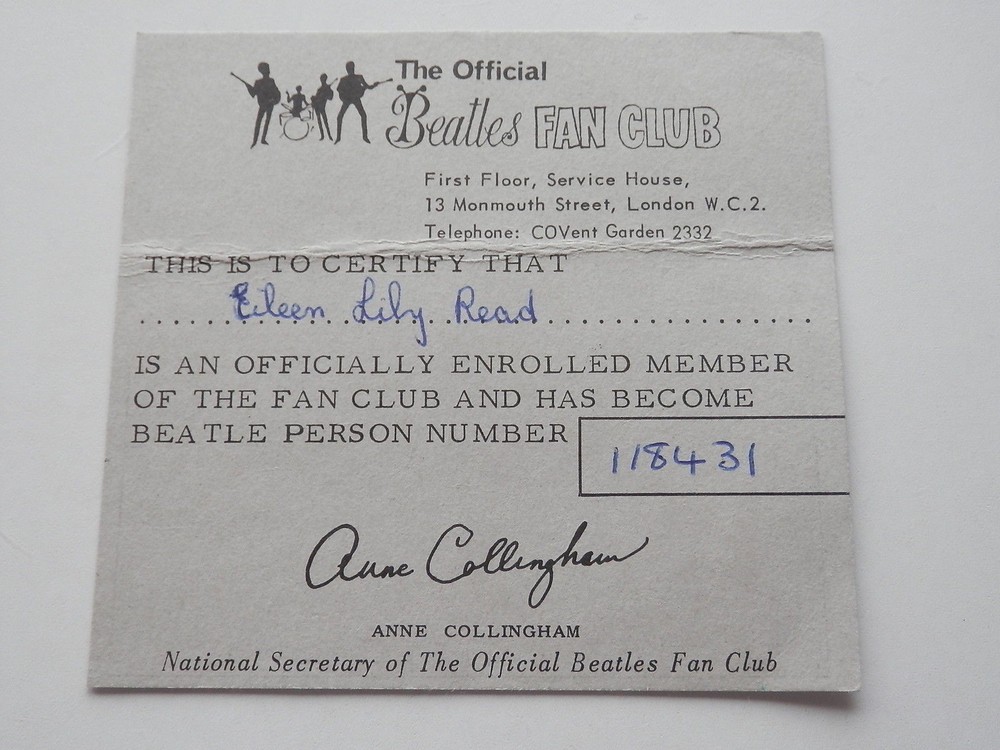 The Official
Beatles FAN CLUB
First Floor, Service House,
13 Monmouth Street, London W.C.2.
Telephone: COVent Garden 2332
THIS IS TO CERTIFY THAT
Eileen Lily Read
IS AN OFFICIALLY ENROLLED MEMBER
OF THE FAN CLUB AND HAS BECOME
BEATLE PERSON NUMBER 118431
Anne Collingham
ANNE COLLINGHAM
National Secretary of The Official Beatles Fan Club